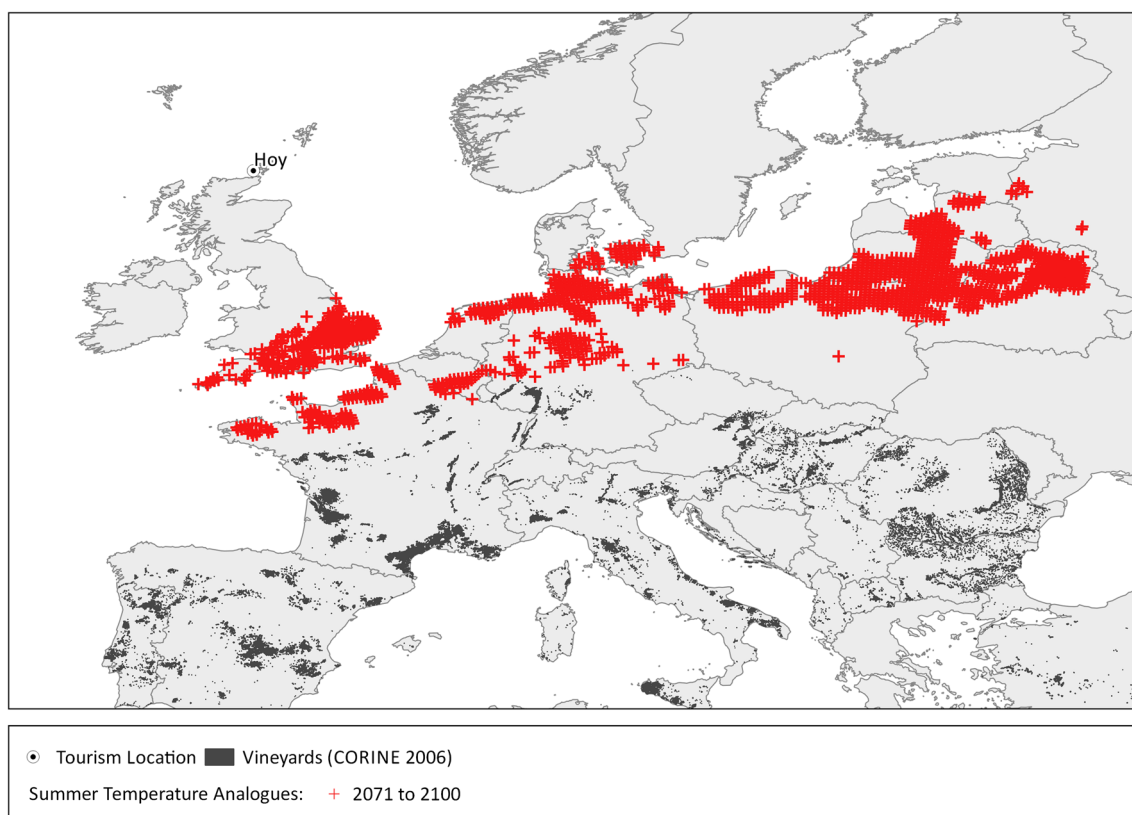 Hoy
Tourism Location Vineyards (CORINE 2006)
Summer Temperature Analogues: 2071 to 2100